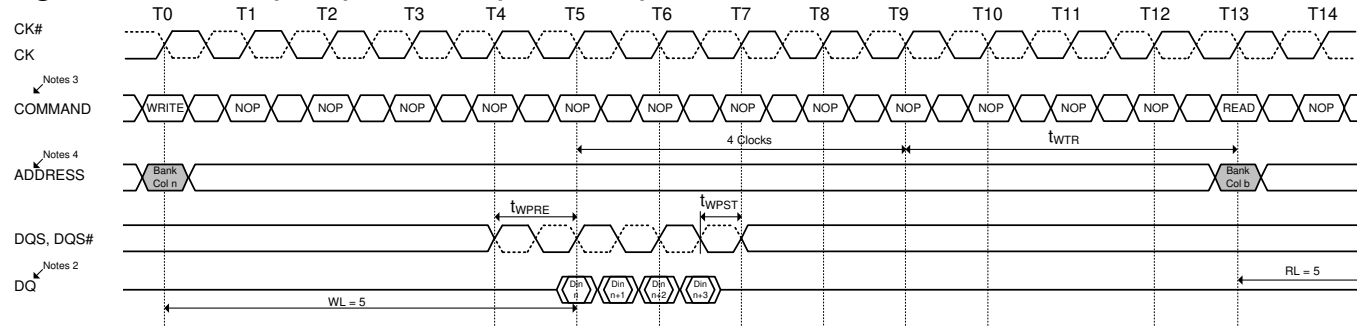 T0 T1 T2 T3 T4 T5 T6 T7 T8 T9 T10 T11 T12 T13 T14
CK#
CK
Notes 3
COMMAND WRITE NOP NOP NOP NOP NOP NOP NOP NOP NOP NOP NOP NOP READ NOP
4 Clocks tWTR
Notes 4
ADDRESS
Bank Bank
Col n Col b
tWPRE tWPST
DQS, DQS#
Notes 2
DQ
Din Din Din Din
n n+1 n+2 n+3
RL = 5
WL = 5